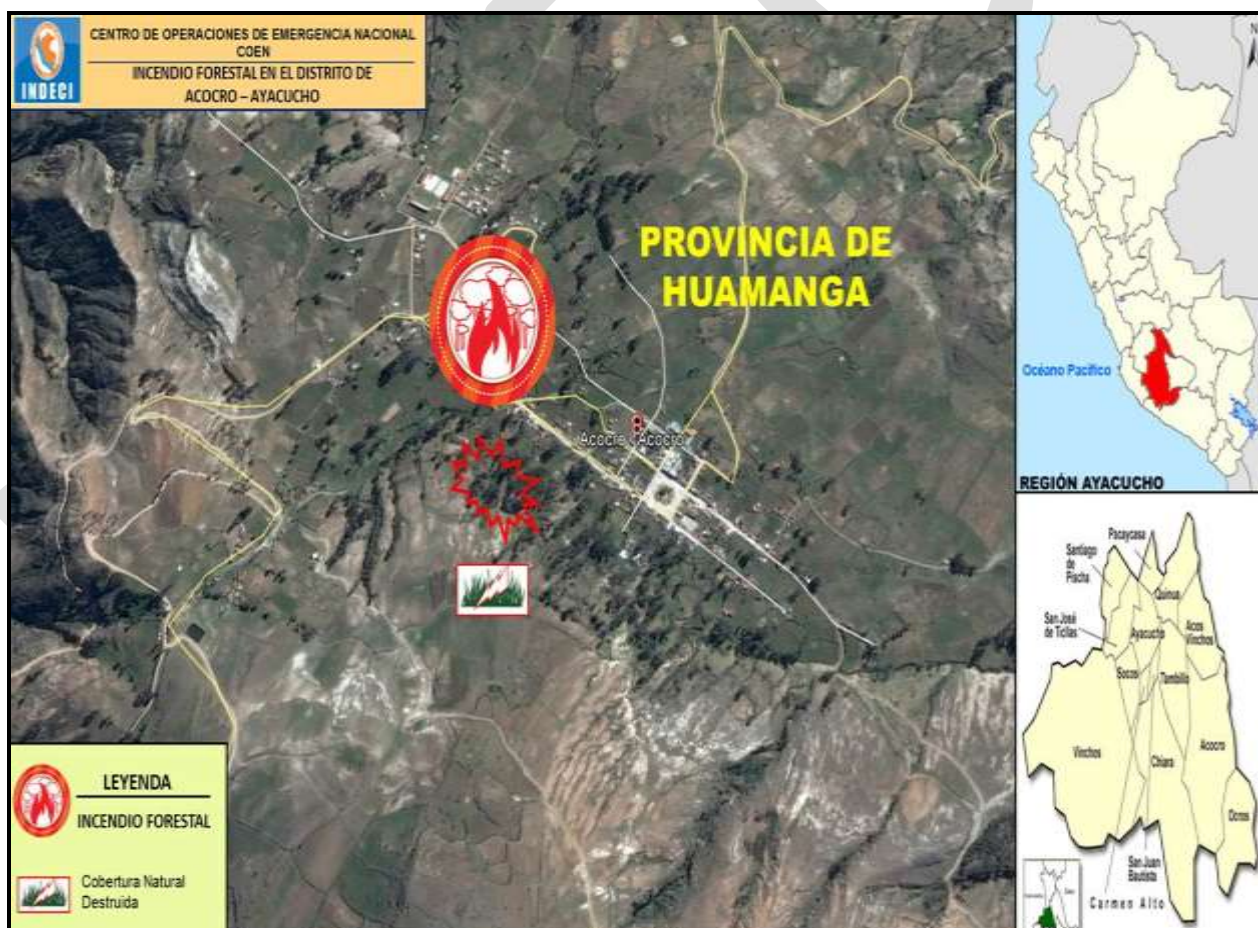 INDECI
CENTRO DE OPERACIONES DE EMERGENCIA NACIONAL
COEN
INCENDIO FORESTAL EN EL DISTRITO DE
ACOCRO – AYACUCHO
PROVINCIA DE
HUAMANGA
Acocre
Acocro
LEYENDA
INCENDIO FORESTAL
Cobertura Natural
Destruida
N
Océano Pacífico
REGIÓN AYACUCHO
Pacaycasa
Santiago
de
Pischa
Quinua
San José
de Ticllas
Ayacucho
Acos
Vinchos
Socos
Tambillo
Vinchos
Chiara
Acocro
Ocros
San Juan
Bautista
Carmen Alto